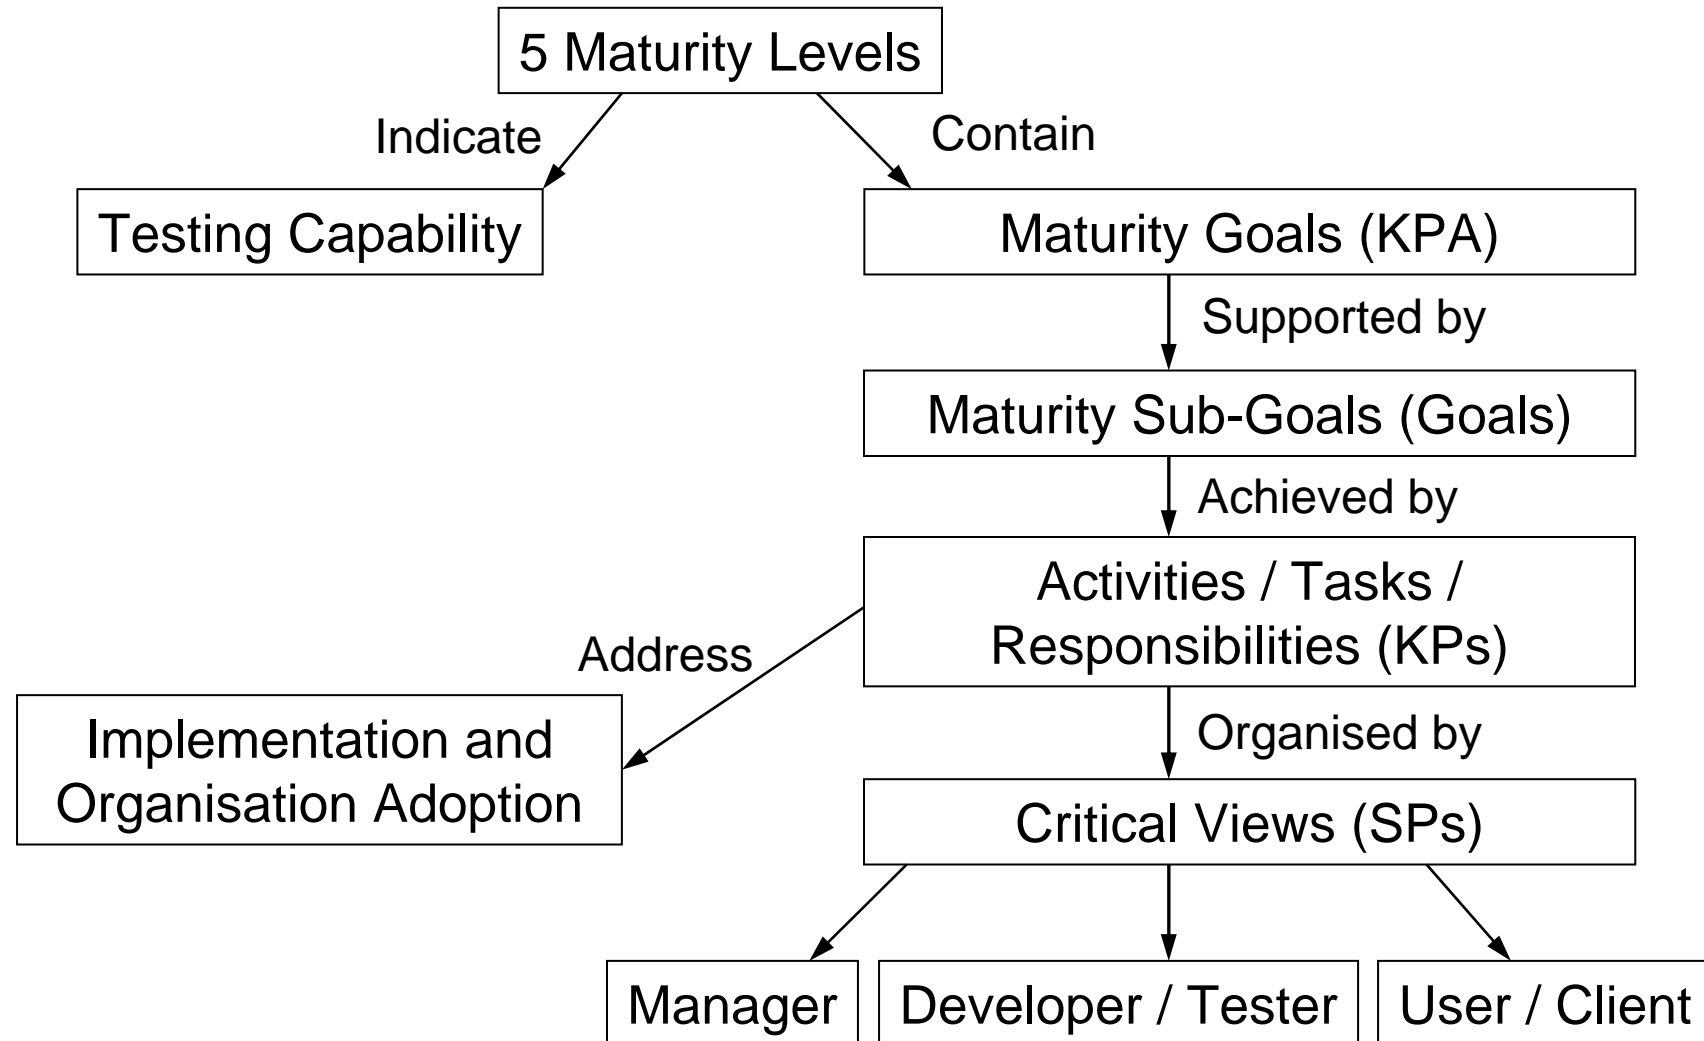 5 Maturity Levels
Indicate
Contain
Testing Capability
Maturity Goals (KPA)
Supported by
Maturity Sub-Goals (Goals)
Achieved by
Activities / Tasks /
Responsibilities (KPs)
Address
Implementation and
Organisation Adoption
Organised by
Critical Views (SPs)
Manager
Developer / Tester
User / Client